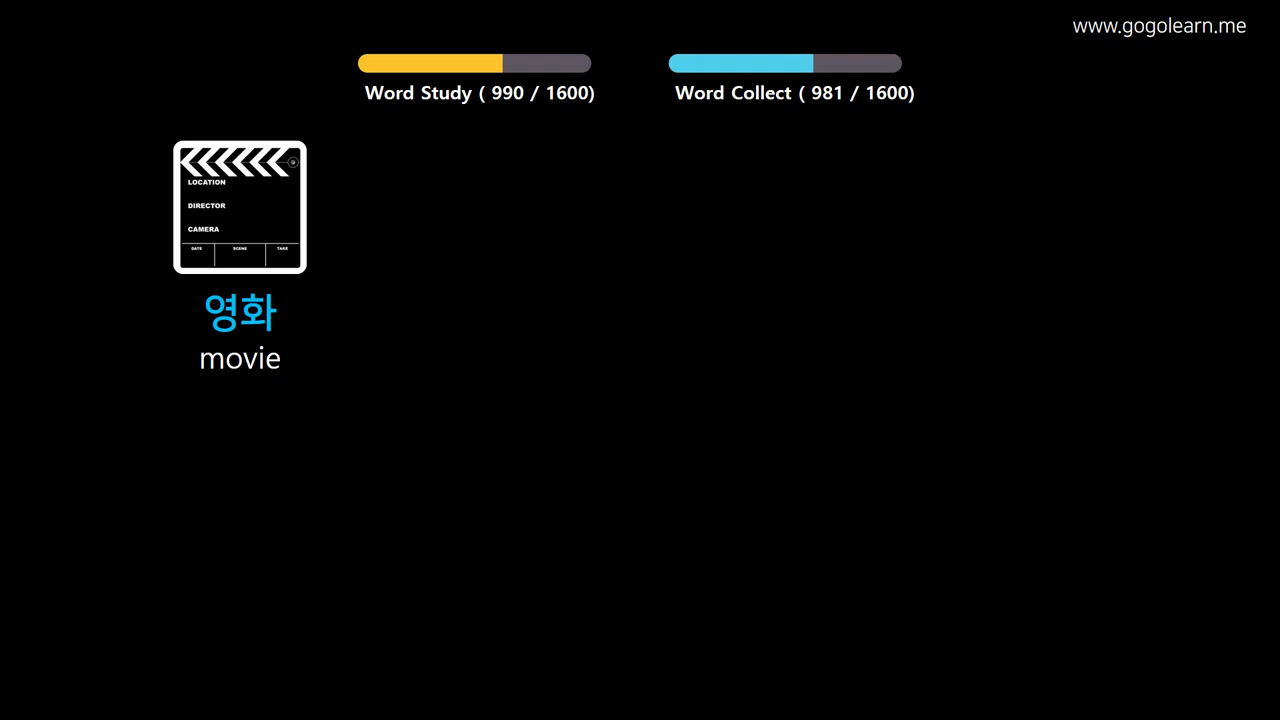 www.gogolearn.me
Word Study ( 990 / 1600)
Word Collect ( 981 / 1600)
LOCATION
DIRECTOR
CAMERA
DATE SCENE TAKE
영화
movie